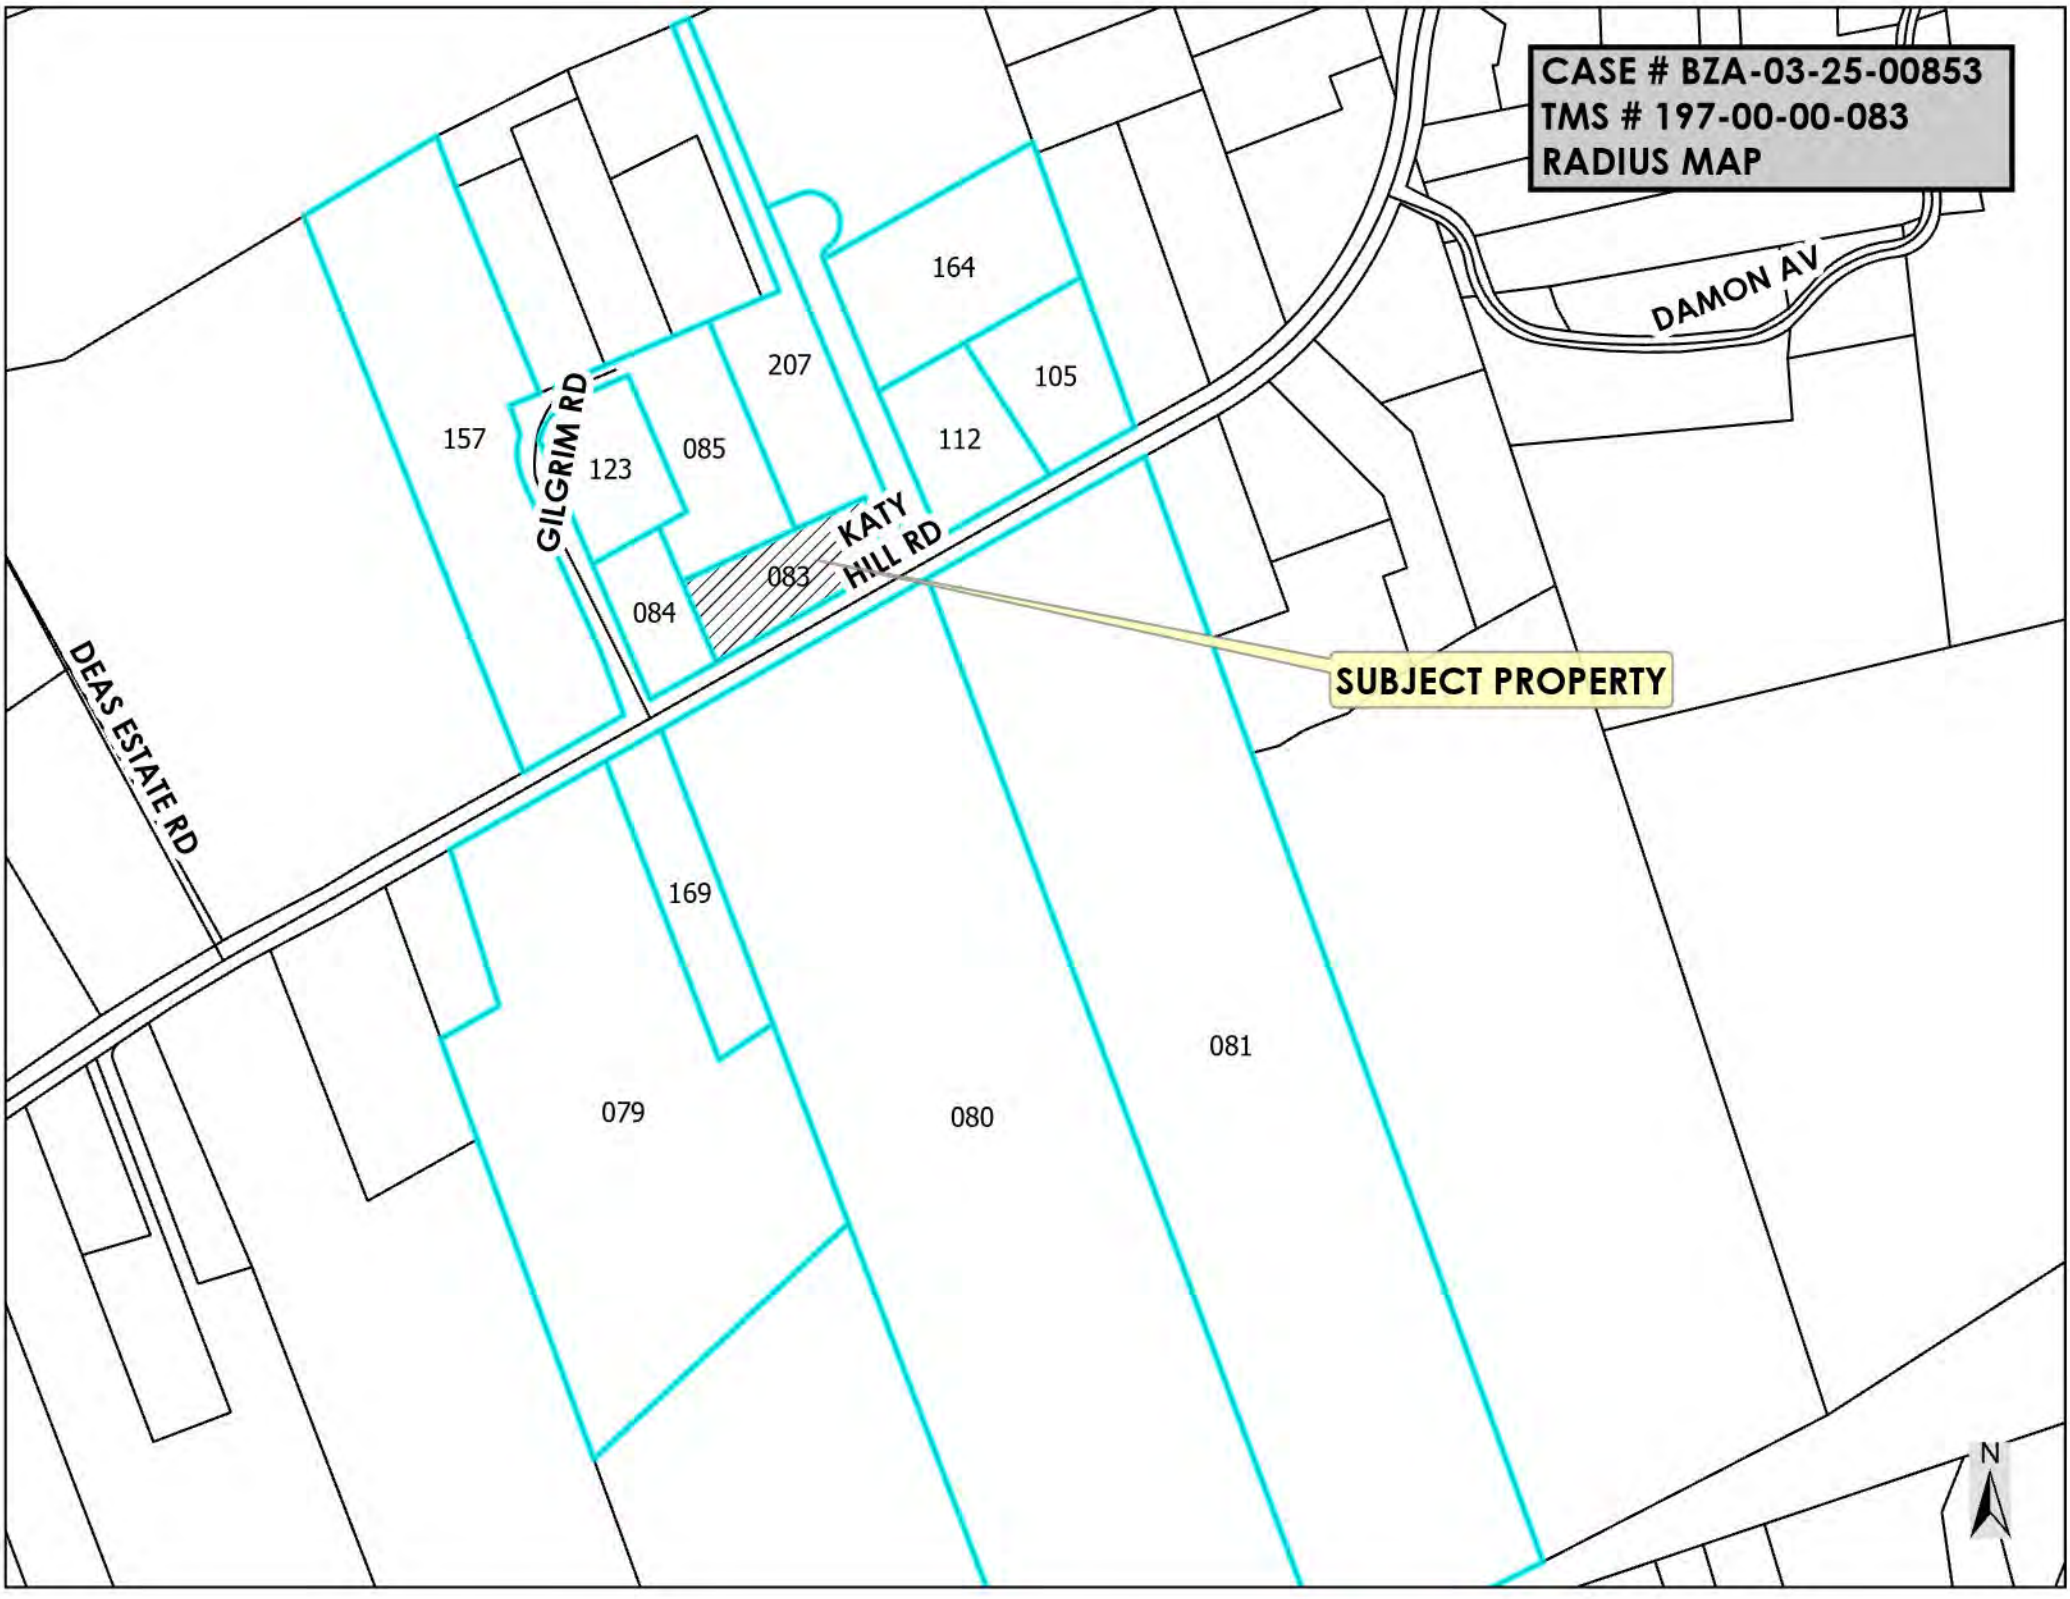 CASE # BZA-03-25-00853
TMS # 197-00-00-083
RADIUS MAP
DAMON AV
164
207
105
157
085
112
123
GILGRIM RD
KATY
HILL RD
083
084
SUBJECT PROPERTY
DEAS ESTATE RD
169
081
079
080
N